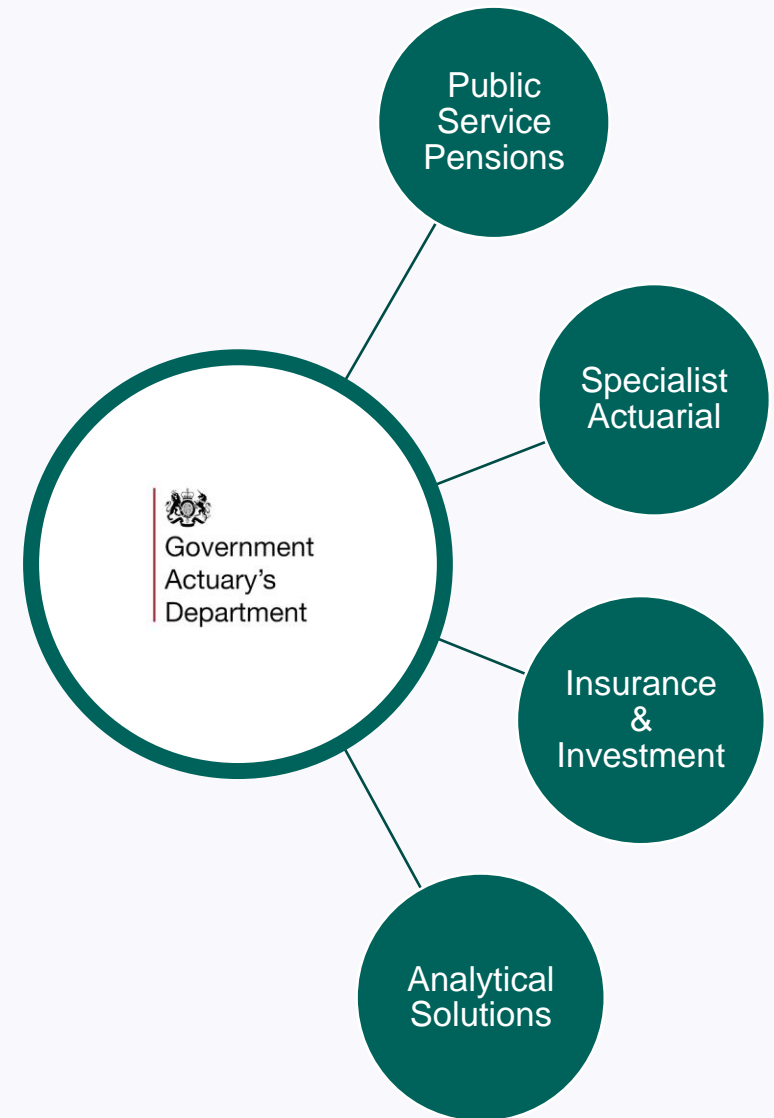 Public
Service
Pensions
Specialist
Actuarial
Government
Actuary's
Department
Insurance
&
Investment
Analytical
Solutions